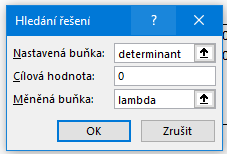 Hledání řešení ? ×
Nastavená buňka: determinant
Cílová hodnota: 0
Měněná buňka: lambda
OK Zrušit